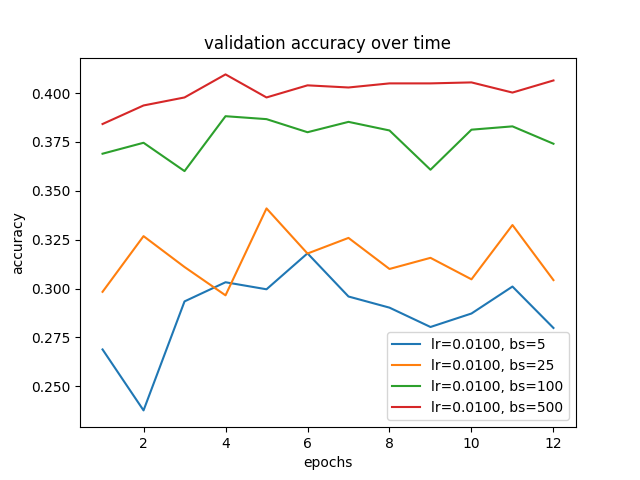 validation accuracy over time
accuracy
0.400
0.375
0.350
0.325
0.300
0.275
0.250
lr=0.0100, bs=5
lr=0.0100, bs=25
lr=0.0100, bs=100
lr=0.0100, bs=500
2 4 6 8 10 12
epochs